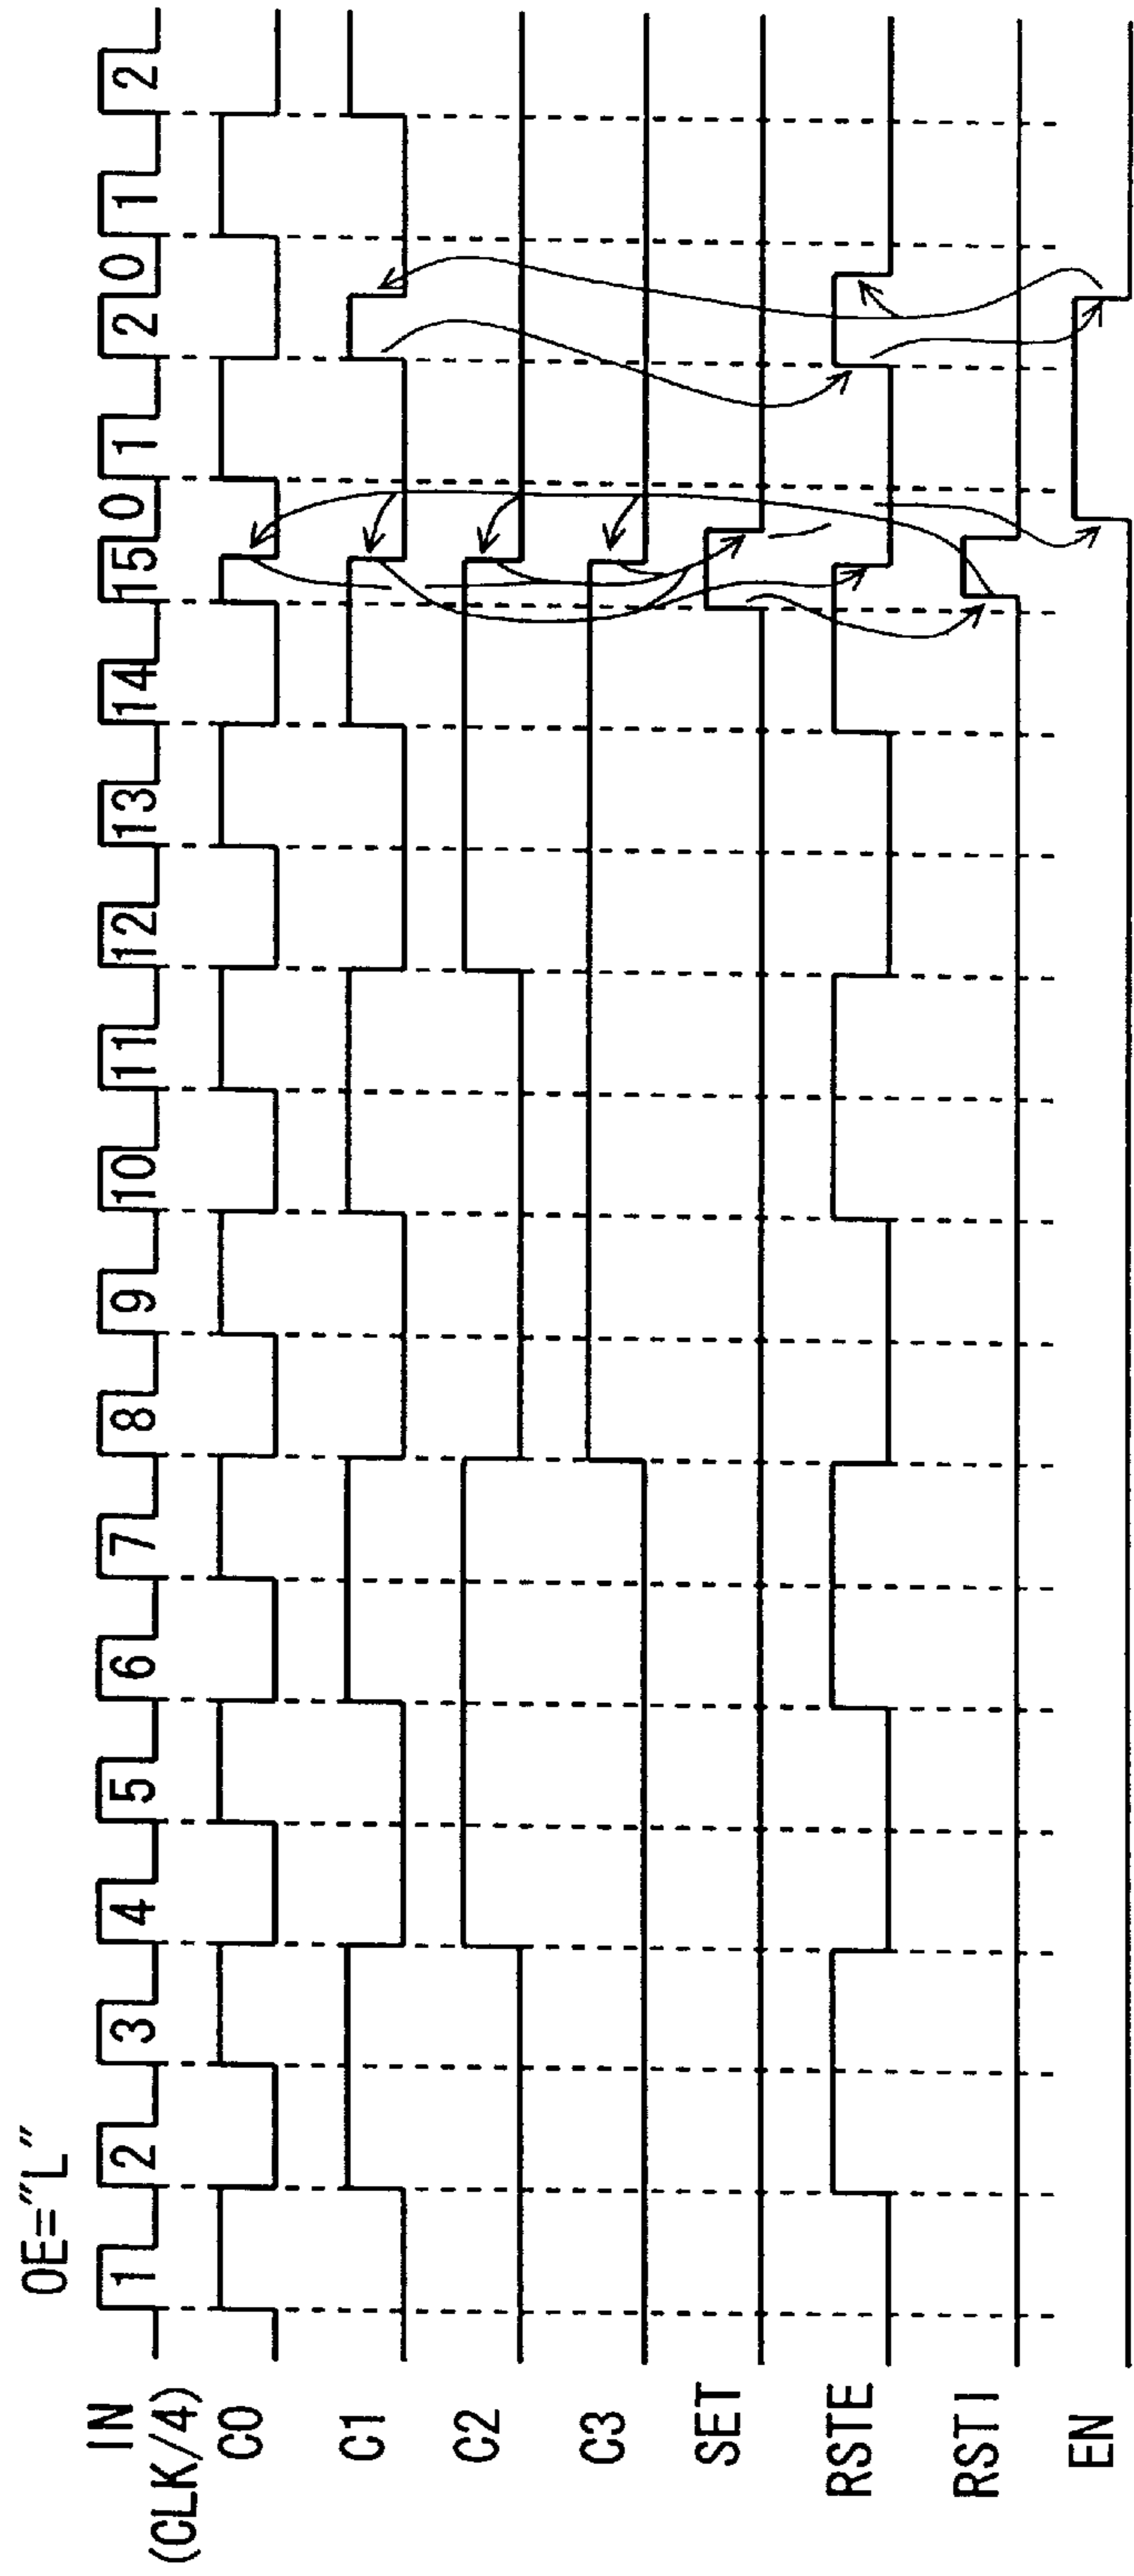 OE="L"
IN
(CLK/4)
1 2 3 4 5 6 7 8 9 10 11 12 13 14 15 0 1 2 0 1 2
C0
C1
C2
C3
SET
RSTE
RSTI
EN